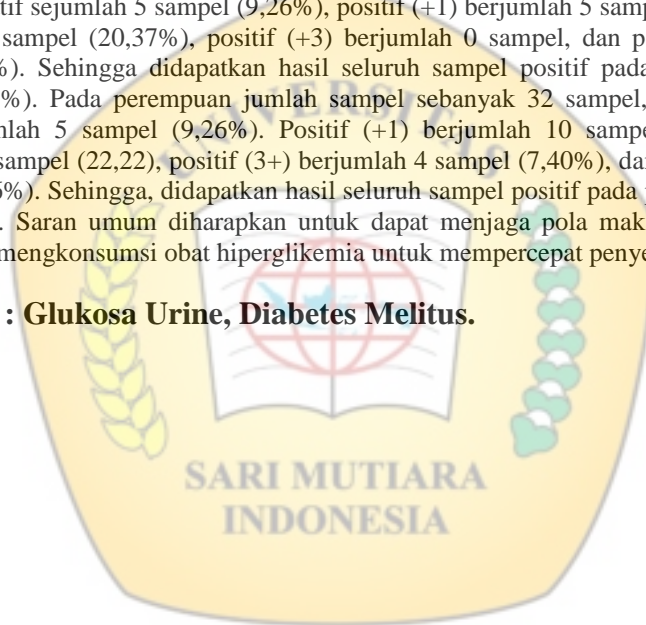 tif sejumlah 5 sampel (9,26%), positif (+1) berjumlah 5 samp
sampel (20,37%), positif (+3) berjumlah 0 sampel, dan p
%). Sehingga didapatkan hasil seluruh sampel positif pada
%). Pada perempuan jumlah sampel sebanyak 32 sampel,
nlah 5 sampel (9,26%). Positif (+1) berjumlah 10 sampe
sampel (22,22), positif (3+) berjumlah 4 sampel (7,40%), da
%). Sehingga, didapatkan hasil seluruh sampel positif pada
. Saran umum diharapkan untuk dapat menjaga pola mak
mengkonsumsi obat hiperglikemia untuk mempercepat penye
: Glukosa Urine, Diabetes Melitus.
UNIVERSITAS
SARI MUTIARA
INDONESIA